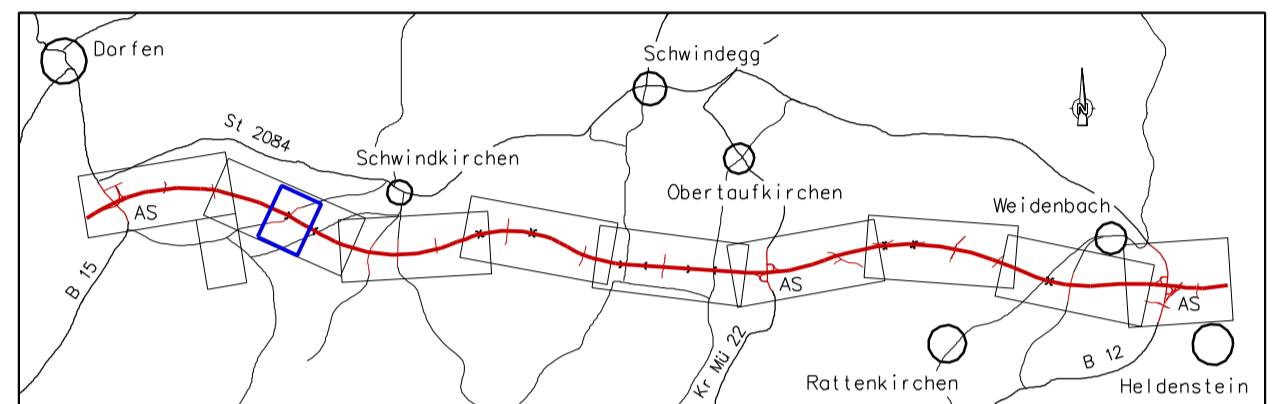 Dorfen
Schwindegg
St 2084
Schwindkirchen
N
Obertaufkirchen
Weidenbach
AS
B 15
AS
AS
Kr Mü 22
B 12
Rattenkirchen
Heldenstein